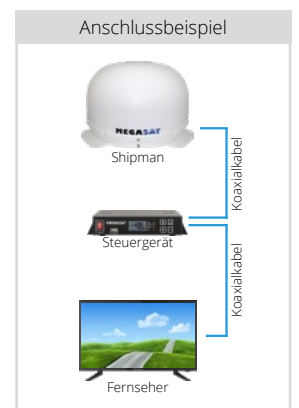 Anschlussbeispiel
MEGASAT
Shipman
Koaxialkabel
Steuergerät
Koaxialkabel
Fernseher